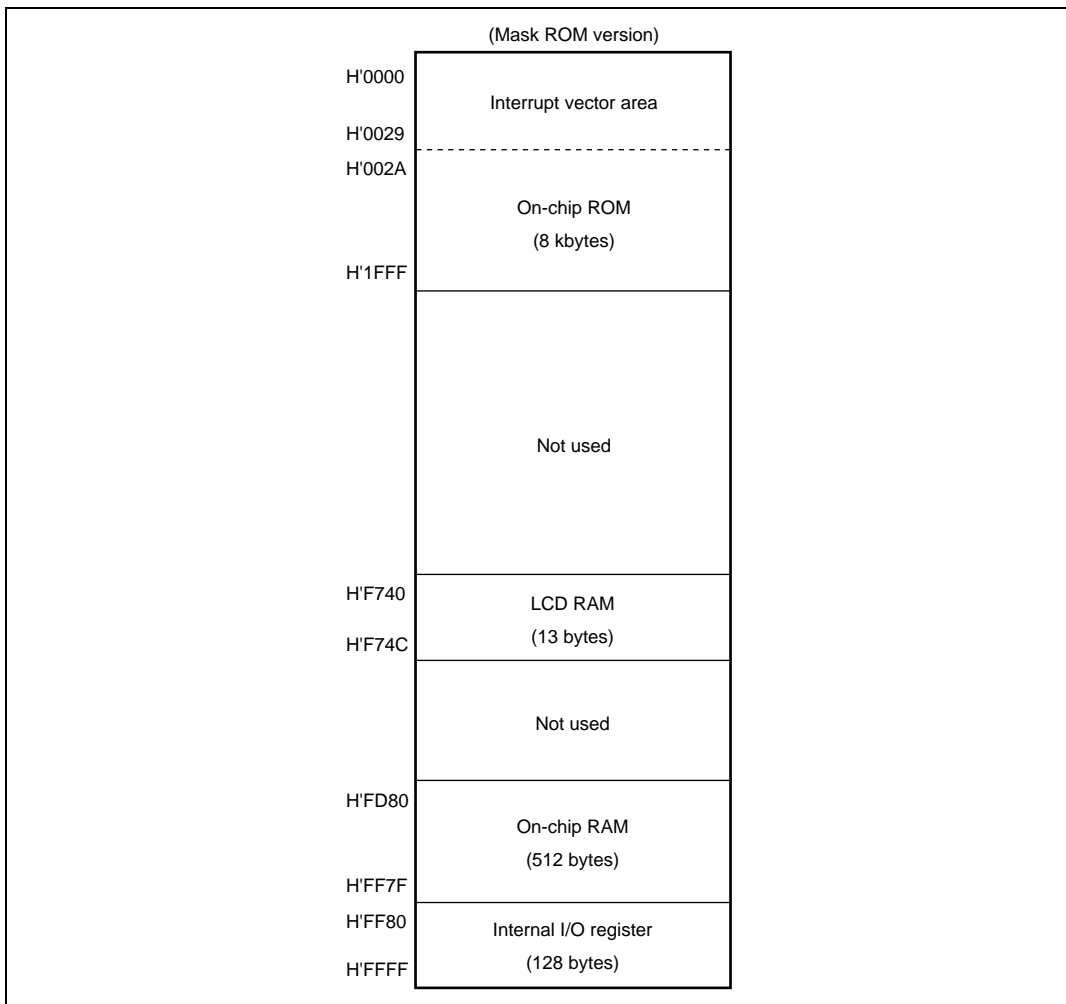 (Mask ROM version)
H'0000
Interrupt vector area
H'0029
H'002A
On-chip ROM
(8 kbytes)
H'1FFF
Not used
H'F740
LCD RAM
(13 bytes)
H'F74C
Not used
H'FD80
On-chip RAM
(512 bytes)
H'FF7F
H'FF80
Internal I/O register
(128 bytes)
H'FFFF